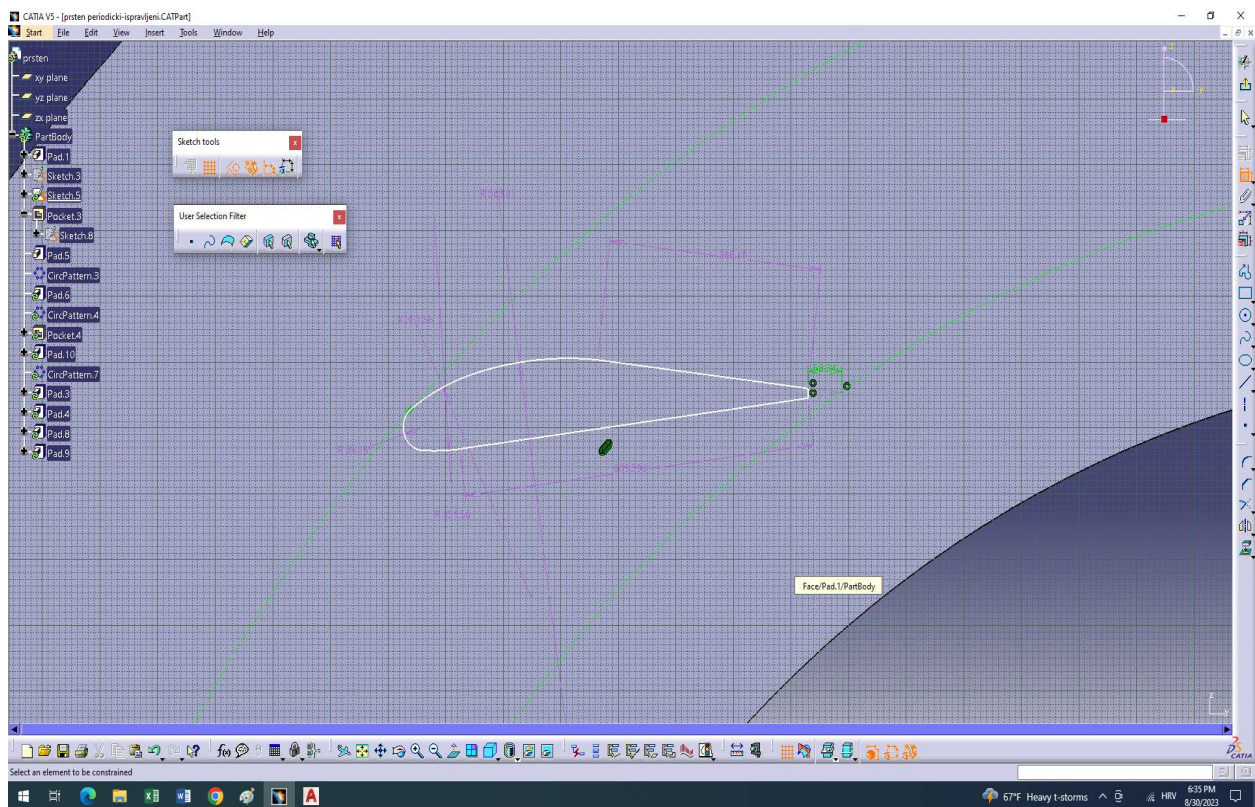 CATIA V5 - [prsten periodicki-ispravljeni.CATPart]
Start File Edit View Insert Tools Window Help
prsten
xy plane
yz plane
zx plane
PartBody
Pad.1
Sketch.3
Sketch.5
Pocket.3
Sketch.8
Pad.5
CircPattern.3
Pad.6
CircPattern.4
Pocket.4
Pad.10
CircPattern.7
Pad.3
Pad.4
Pad.8
Pad.9
Sketch tools
User Selection Filter
Face/Pad.1/PartBody
CATIA
Select an element to be constrained
67°F Heavy t-storms HRV 6:35 PM
8/30/2023